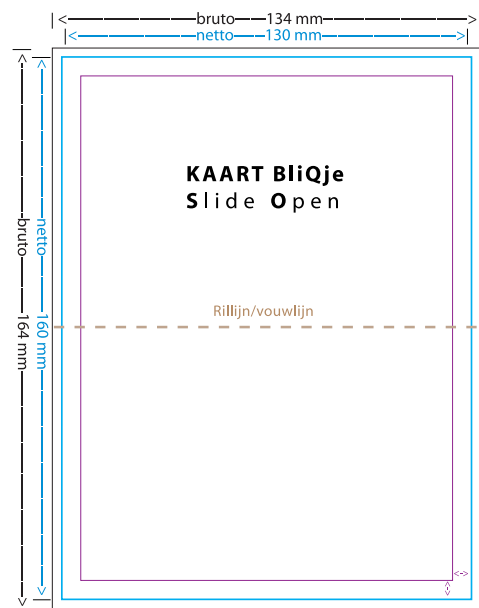 bruto 134 mm
netto 130 mm
KAART BliQje
Slide Open
bruto 164 mm
netto 160 mm
Rillijn/vouwlijn